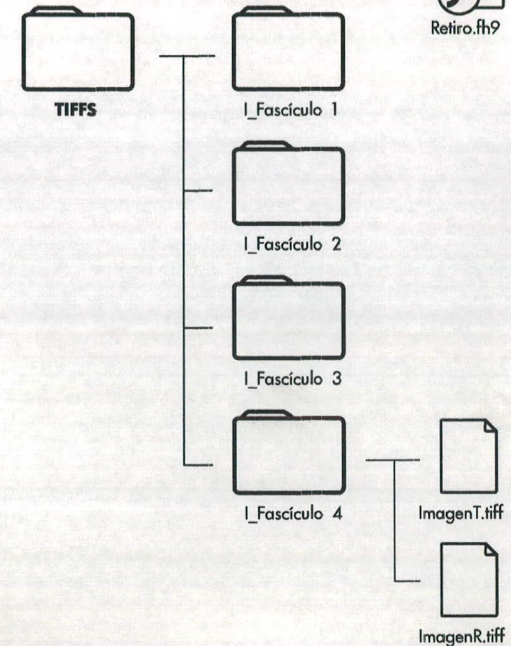 Retiro.fh9
TIFFS
I_Fascículo 1
I_Fascículo 2
I_Fascículo 3
I_Fascículo 4
ImagenT.tiff
ImagenR.tiff